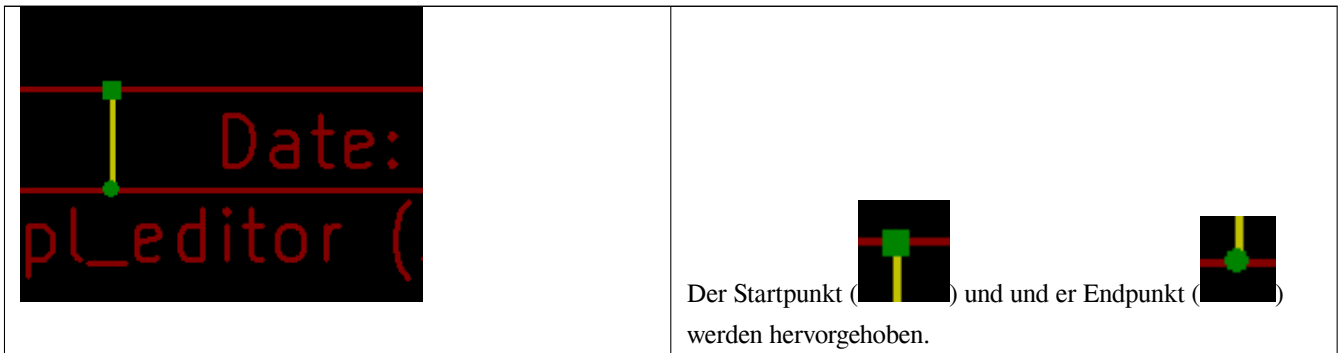 Date:
pl_editor (
Der Startpunkt ( ) und und er Endpunkt ( )
werden hervorgehoben.